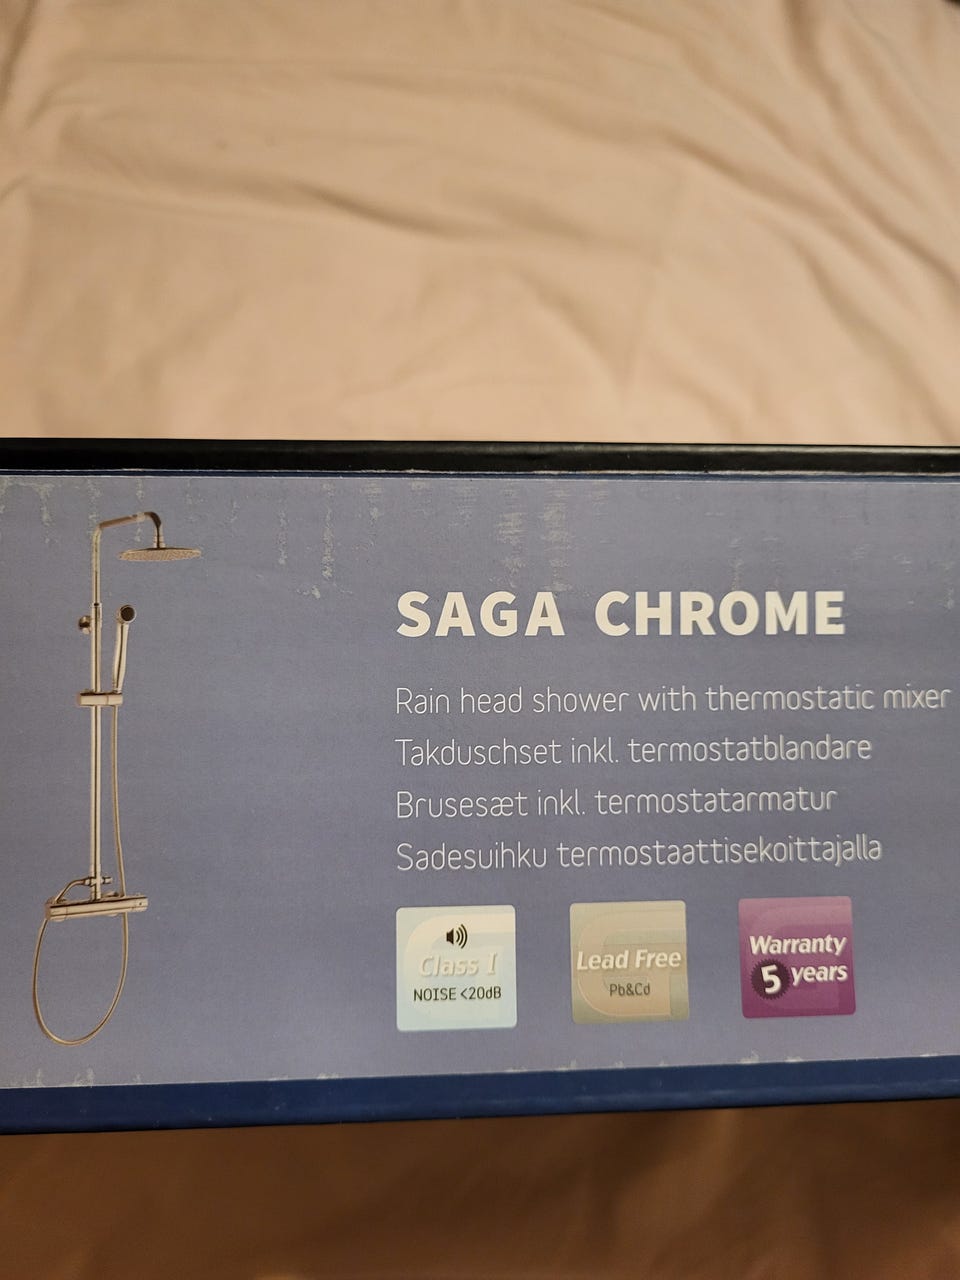 SAGA CHROME
Rain head shower with thermostatic mixer
Takduschset inkl. termostatblandare
Brusesæt inkl. termostatarmatur
Sadesuihku termostaattisekoittajalla
Class I
NOISE <20dB
Lead Free
Pb&Cd
Warranty
5 years